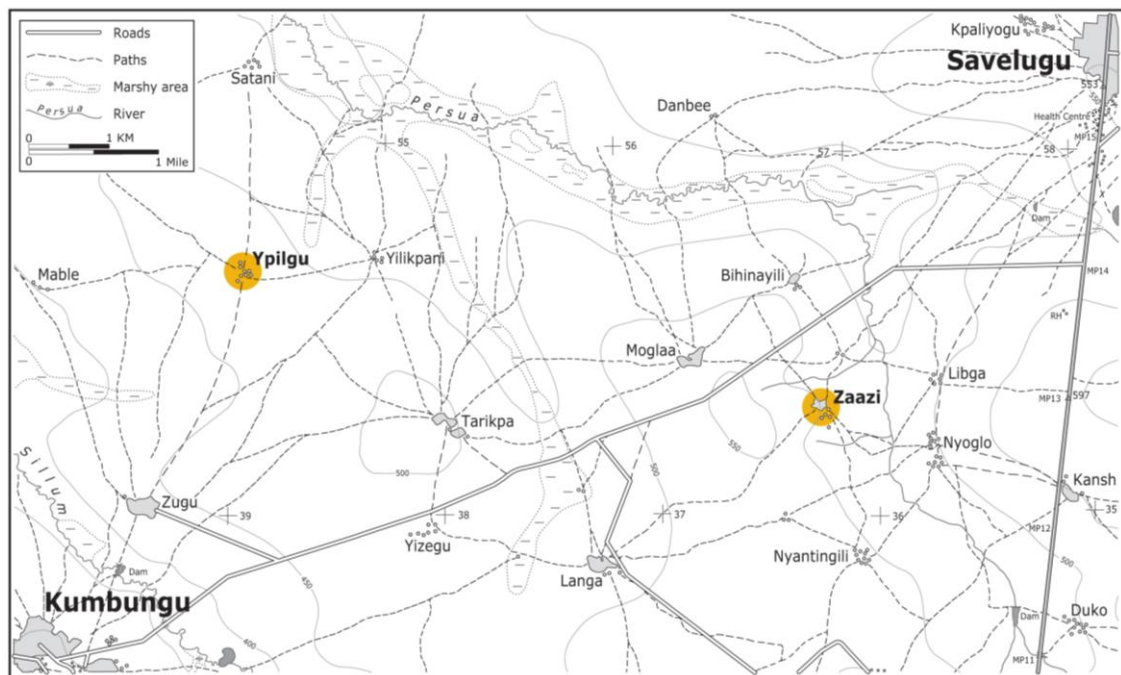 Roads
Paths
Marshy area
Persua
River
0 1 KM
0 1 Mile
Satani
Persua
Danbee
Kpaliyogu
Savelugu
553
550
Health Centre
MP15
55
56
57
58
Dam
Ypilgu
Yilikpani
Mable
Bihinayili
MP14
RH
Moglaa
Libga
Zaazi
MP13
597
Tarikpa
550
Nyoglo
500
500
Kansh
Sillum
Zugu
39
38
37
36
35
MP12
Yizegu
Nyantingili
Langa
500
Dam
450
Kumbungu
400
Dam
Duko
MP11